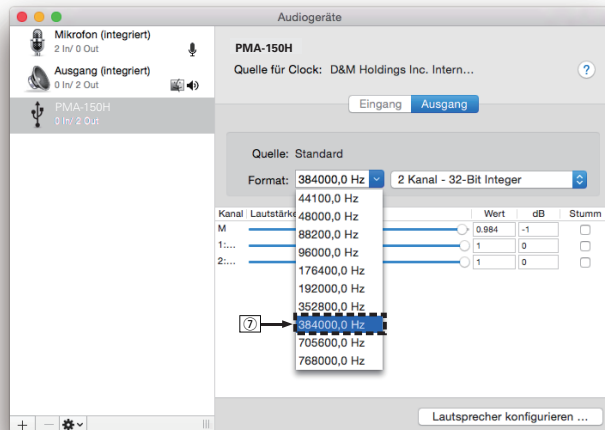 Audiogeräte
Mikrofon (integriert)
2 In/ 0 Out
Ausgang (integriert)
0 In/ 2 Out
PMA-150H
0 In/ 2 Out
PMA-150H
Quelle für Clock: D&M Holdings Inc. Intern...
?
Eingang Ausgang
Quelle: Standard
Format: 384000,0 Hz 2 Kanal - 32-Bit Integer
44100,0 Hz
48000,0 Hz
88200,0 Hz
96000,0 Hz
176400,0 Hz
192000,0 Hz
352800,0 Hz
⑦ 384000,0 Hz
705600,0 Hz
768000,0 Hz
Kanal Lautstärke Wert dB Stumm
M 0.984 -1
1:... 1 0
2:... 1 0
Lautsprecher konfigurieren ...